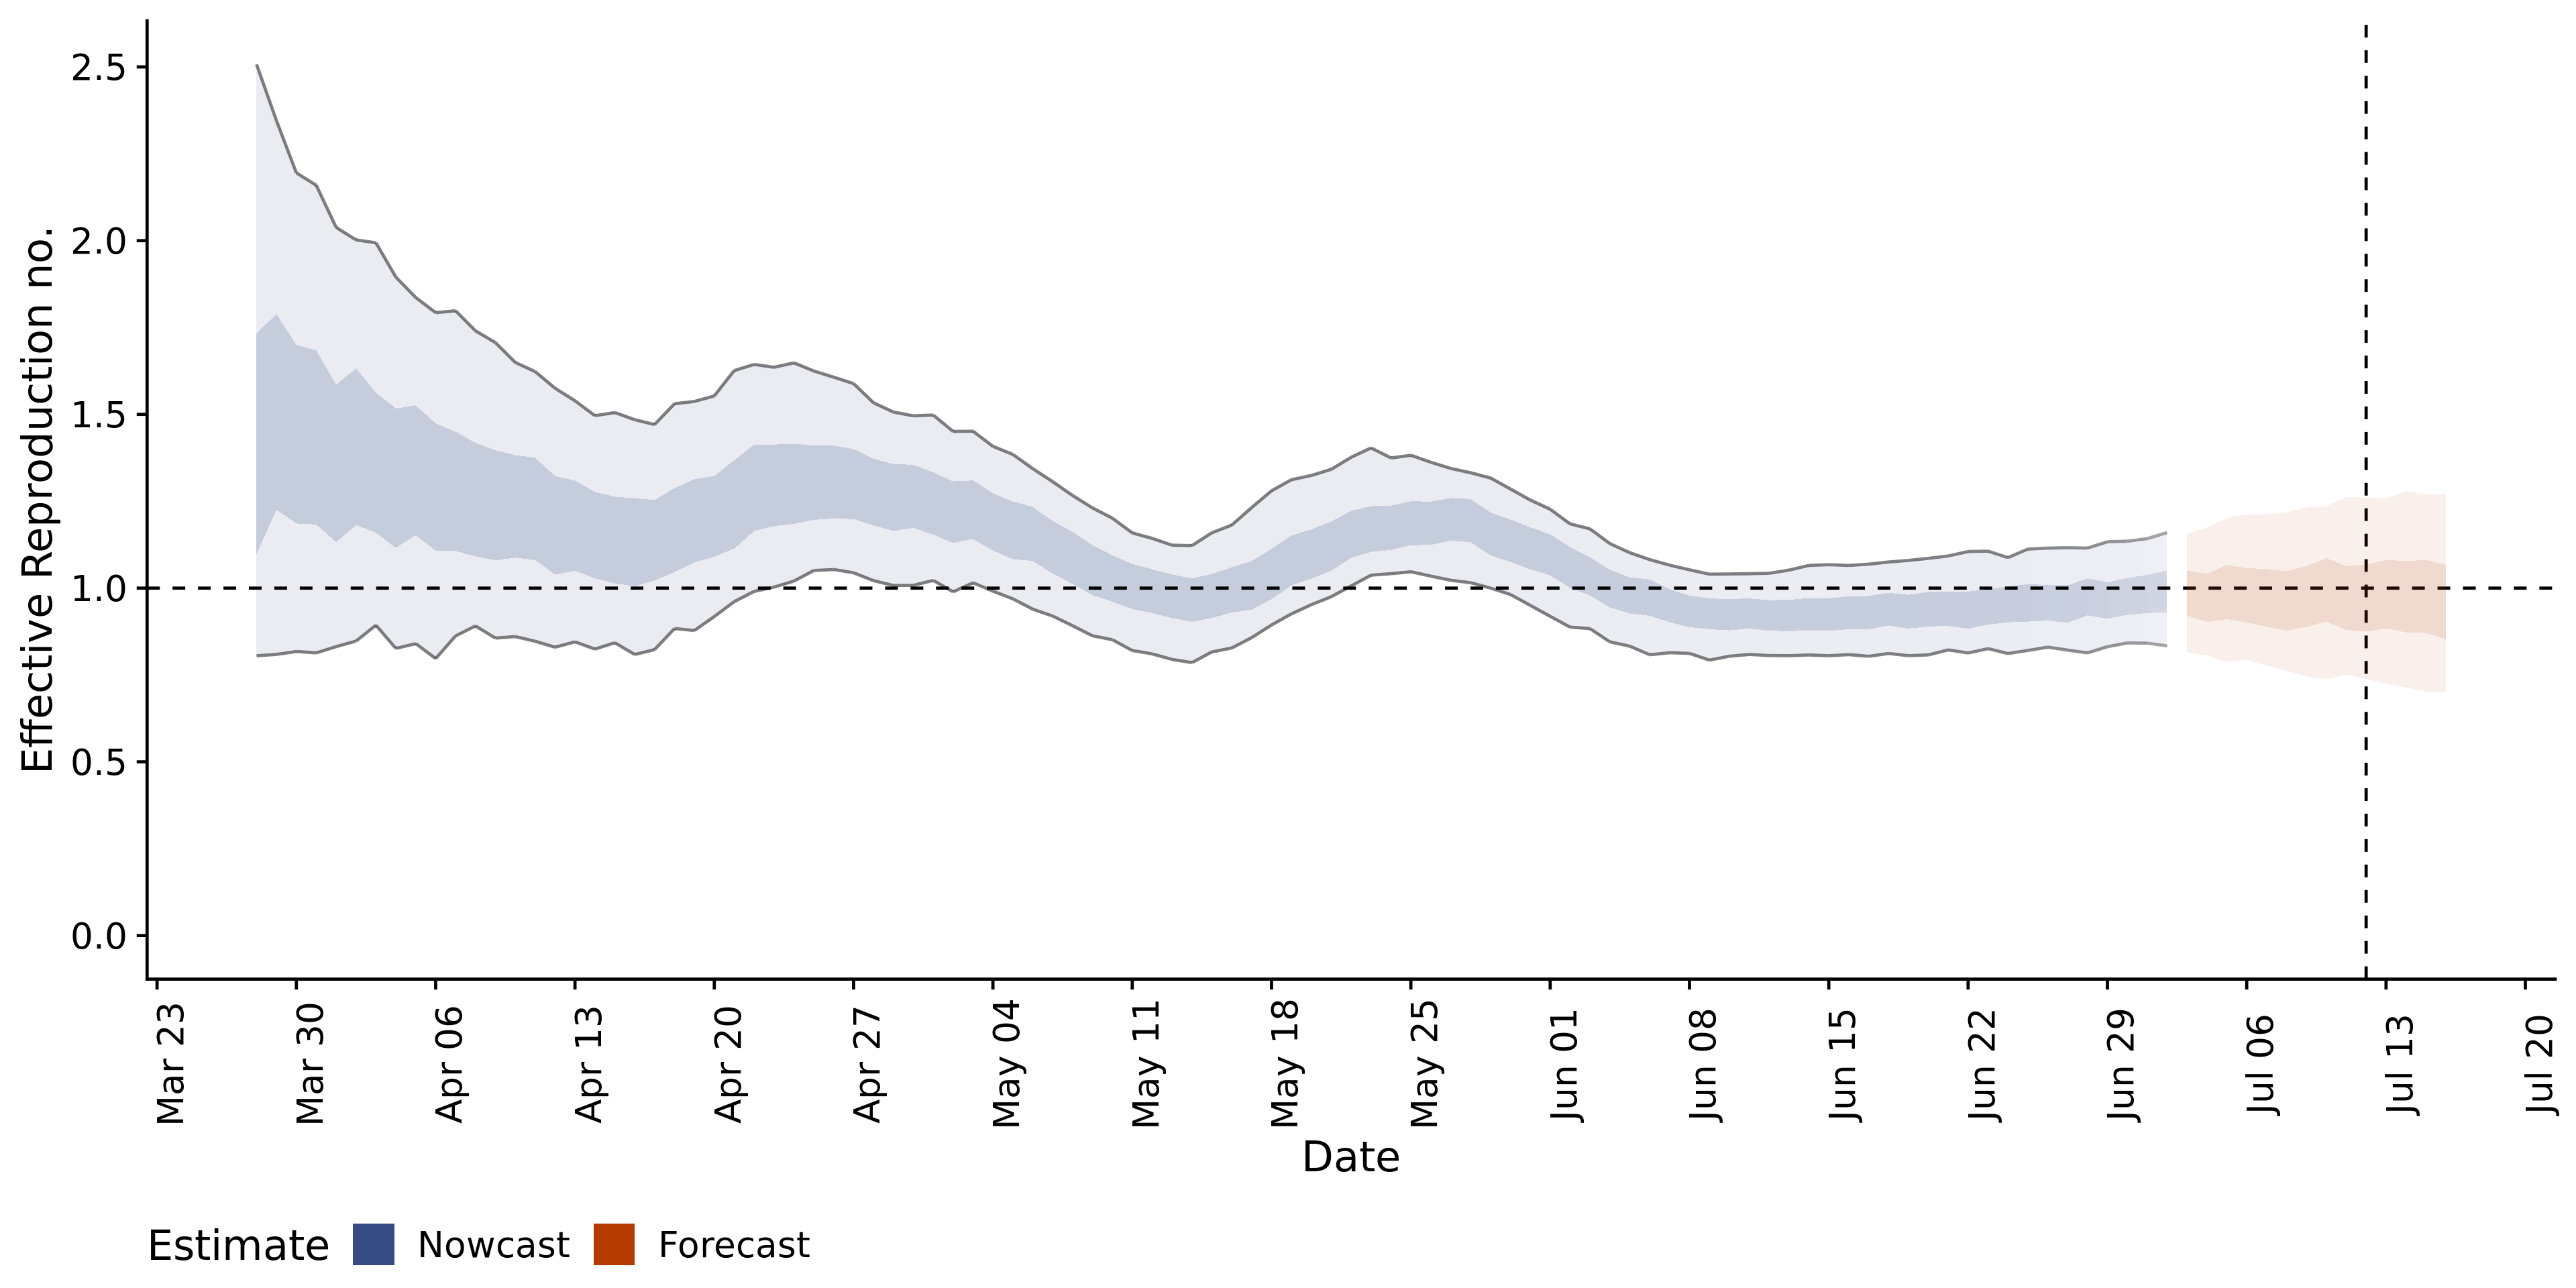 Effective Reproduction no.
2.5
2.0
1.5
1.0
0.5
0.0
Mar 23
Mar 30
Apr 06
Apr 13
Apr 20
Apr 27
May 04
May 11
May 18
May 25
Jun 01
Jun 08
Jun 15
Jun 22
Jun 29
Jul 06
Jul 13
Jul 20
Date
Estimate Nowcast Forecast